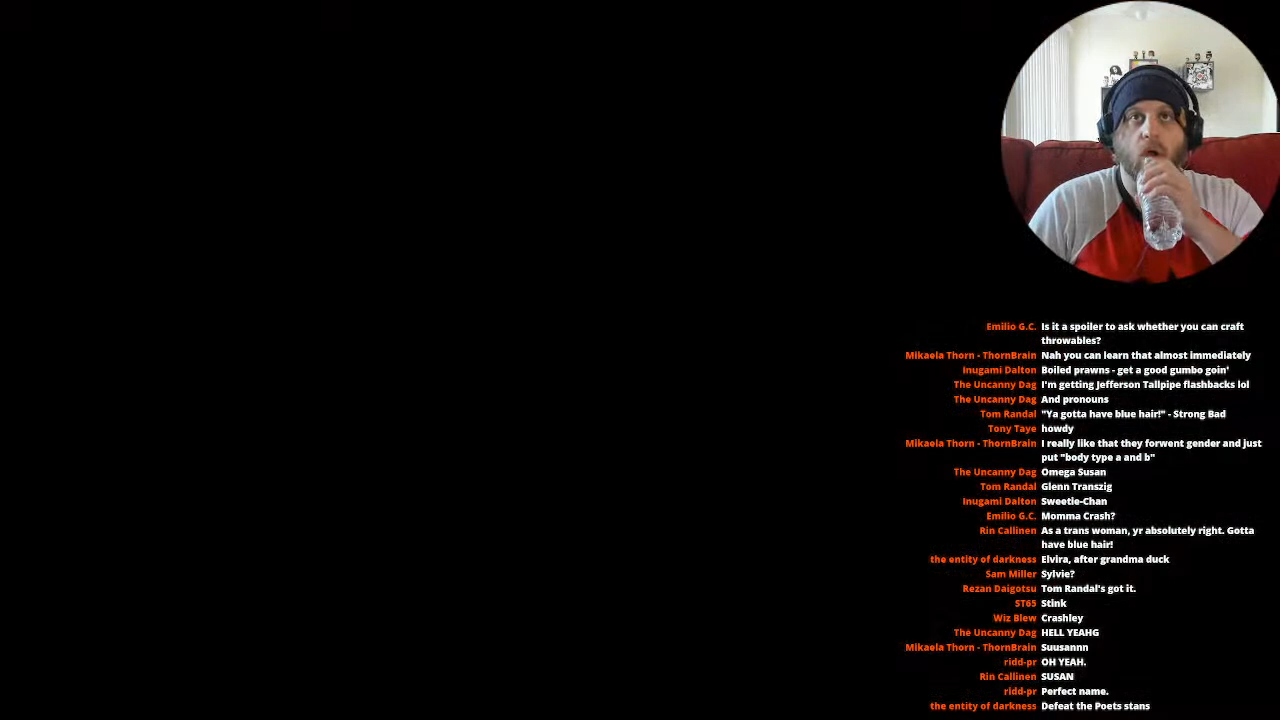 Emilio G.C. Is it a spoiler to ask whether you can craft
throwables?
Mikaela Thorn - ThornBrain Nah you can learn that almost immediately
Inugami Dalton Boiled prawns - get a good gumbo goin'
The Uncanny Dag I'm getting Jefferson Tallpipe flashbacks lol
The Uncanny Dag And pronouns
Tom Randal "Ya gotta have blue hair!" - Strong Bad
Tony Taye howdy
Mikaela Thorn - ThornBrain I really like that they forwent gender and just
put "body type a and b"
The Uncanny Dag Omega Susan
Tom Randal Glenn Transzig
Inugami Dalton Sweetie-Chan
Emilio G.C. Momma Crash?
Rin Callinen As a trans woman, yr absolutely right. Gotta
have blue hair!
the entity of darkness Elvira, after grandma duck
Sam Miller Sylvie?
Rezan Daigotsu Tom Randal's got it.
ST65 Stink
Wiz Blew Crashley
The Uncanny Dag HELL YEAHG
Mikaela Thorn - ThornBrain Suusannn
ridd-pr OH YEAH.
Rin Callinen SUSAN
ridd-pr Perfect name.
the entity of darkness Defeat the Poets stans